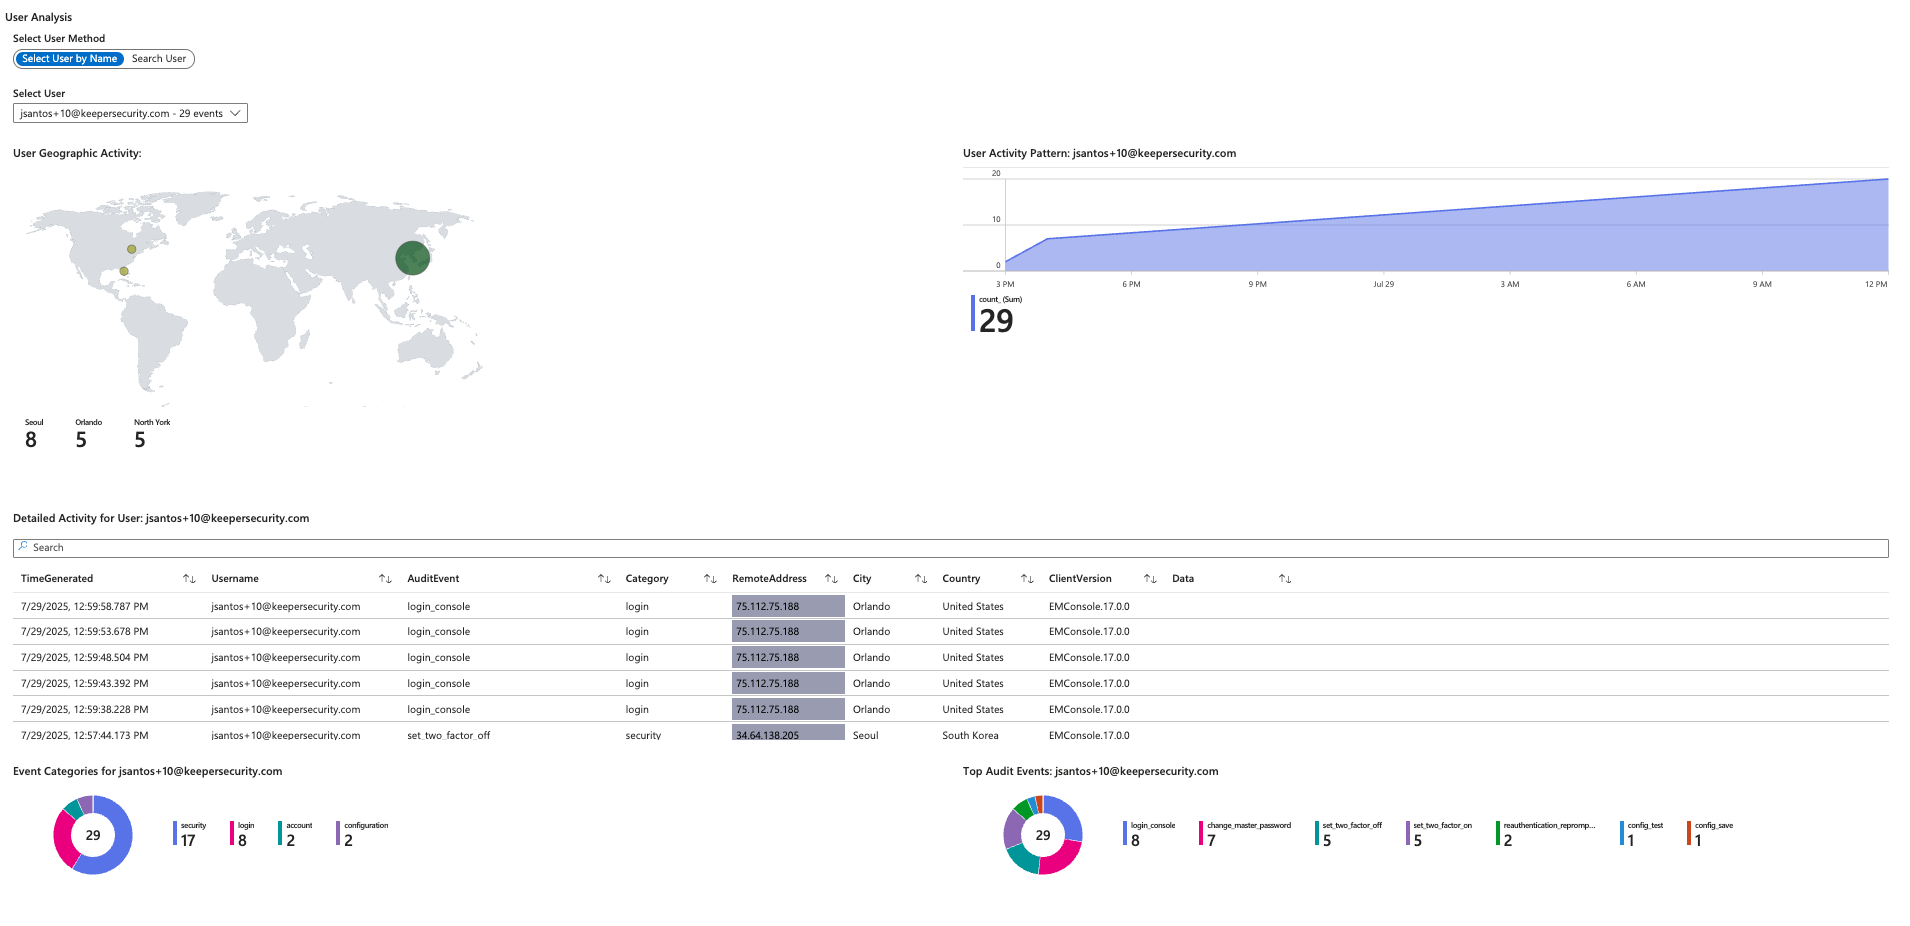 User Analysis
Select User Method
Select User by Name Search User
Select User
jsantos+10@keepersecurity.com - 29 events
User Geographic Activity:
Seoul Orlando North York
8 5 5
User Activity Pattern: jsantos+10@keepersecurity.com
20
10
0
3 PM 6 PM 9 PM Jul 29 3 AM 6 AM 9 AM 12 PM
count_ (Sum)
29
Detailed Activity for User: jsantos+10@keepersecurity.com
Search
TimeGenerated Username AuditEvent Category RemoteAddress City Country ClientVersion Data
7/29/2025, 12:59:58.787 PM jsantos+10@keepersecurity.com login_console login 75.112.75.188 Orlando United States EMConsole.17.0.0
7/29/2025, 12:59:53.678 PM jsantos+10@keepersecurity.com login_console login 75.112.75.188 Orlando United States EMConsole.17.0.0
7/29/2025, 12:59:48.504 PM jsantos+10@keepersecurity.com login_console login 75.112.75.188 Orlando United States EMConsole.17.0.0
7/29/2025, 12:59:43.392 PM jsantos+10@keepersecurity.com login_console login 75.112.75.188 Orlando United States EMConsole.17.0.0
7/29/2025, 12:59:38.228 PM jsantos+10@keepersecurity.com login_console login 75.112.75.188 Orlando United States EMConsole.17.0.0
7/29/2025, 12:57:44.173 PM jsantos+10@keepersecurity.com set_two_factor_off security 34.64.138.205 Seoul South Korea EMConsole.17.0.0
Event Categories for jsantos+10@keepersecurity.com
29
security login account configuration
17 8 2 2
Top Audit Events: jsantos+10@keepersecurity.com
29
login_console change_master_password set_two_factor_off set_two_factor_on reauthentication_repromp... config_test config_save
8 7 5 5 2 1 1